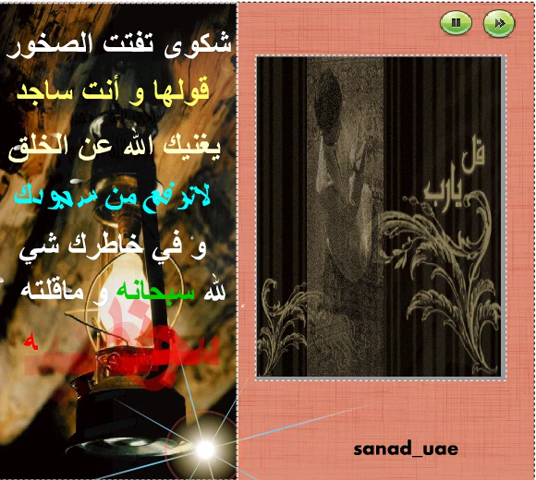 شكوى تفتت الصخور
قولها و أنت ساجد
يغنيك الله عن الخلق
لاترفع من سجودك
و في خاطرك شي
لله سبحانه و ماقلته
قل
يارب
sanad_uae